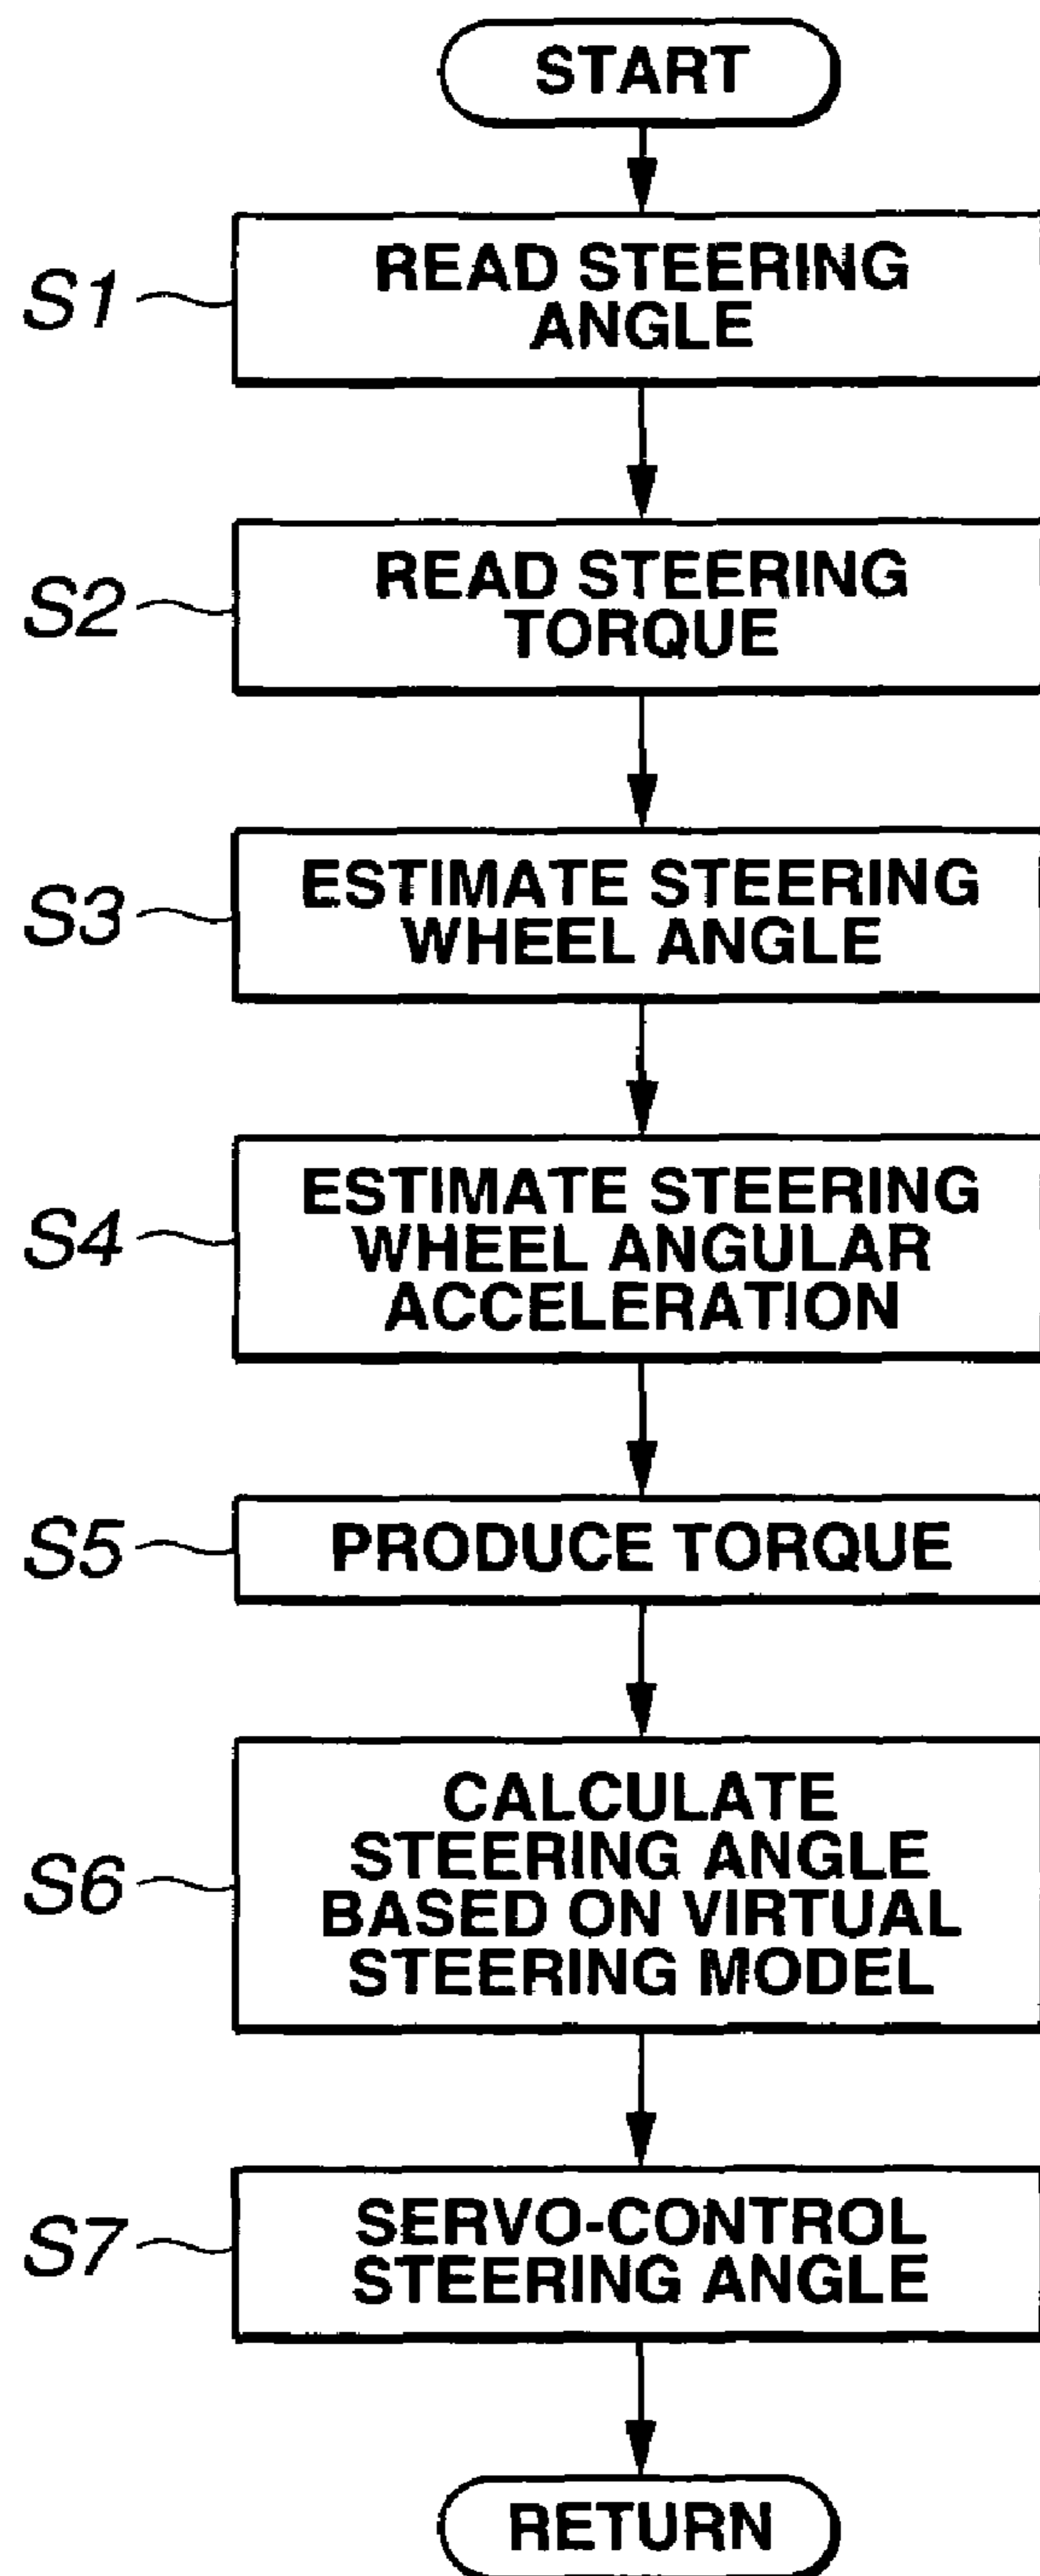 START
S1
READ STEERING
ANGLE
S2
READ STEERING
TORQUE
S3
ESTIMATE STEERING
WHEEL ANGLE
S4
ESTIMATE STEERING
WHEEL ANGULAR
ACCELERATION
S5
PRODUCE TORQUE
S6
CALCULATE
STEERING ANGLE
BASED ON VIRTUAL
STEERING MODEL
S7
SERVO-CONTROL
STEERING ANGLE
RETURN